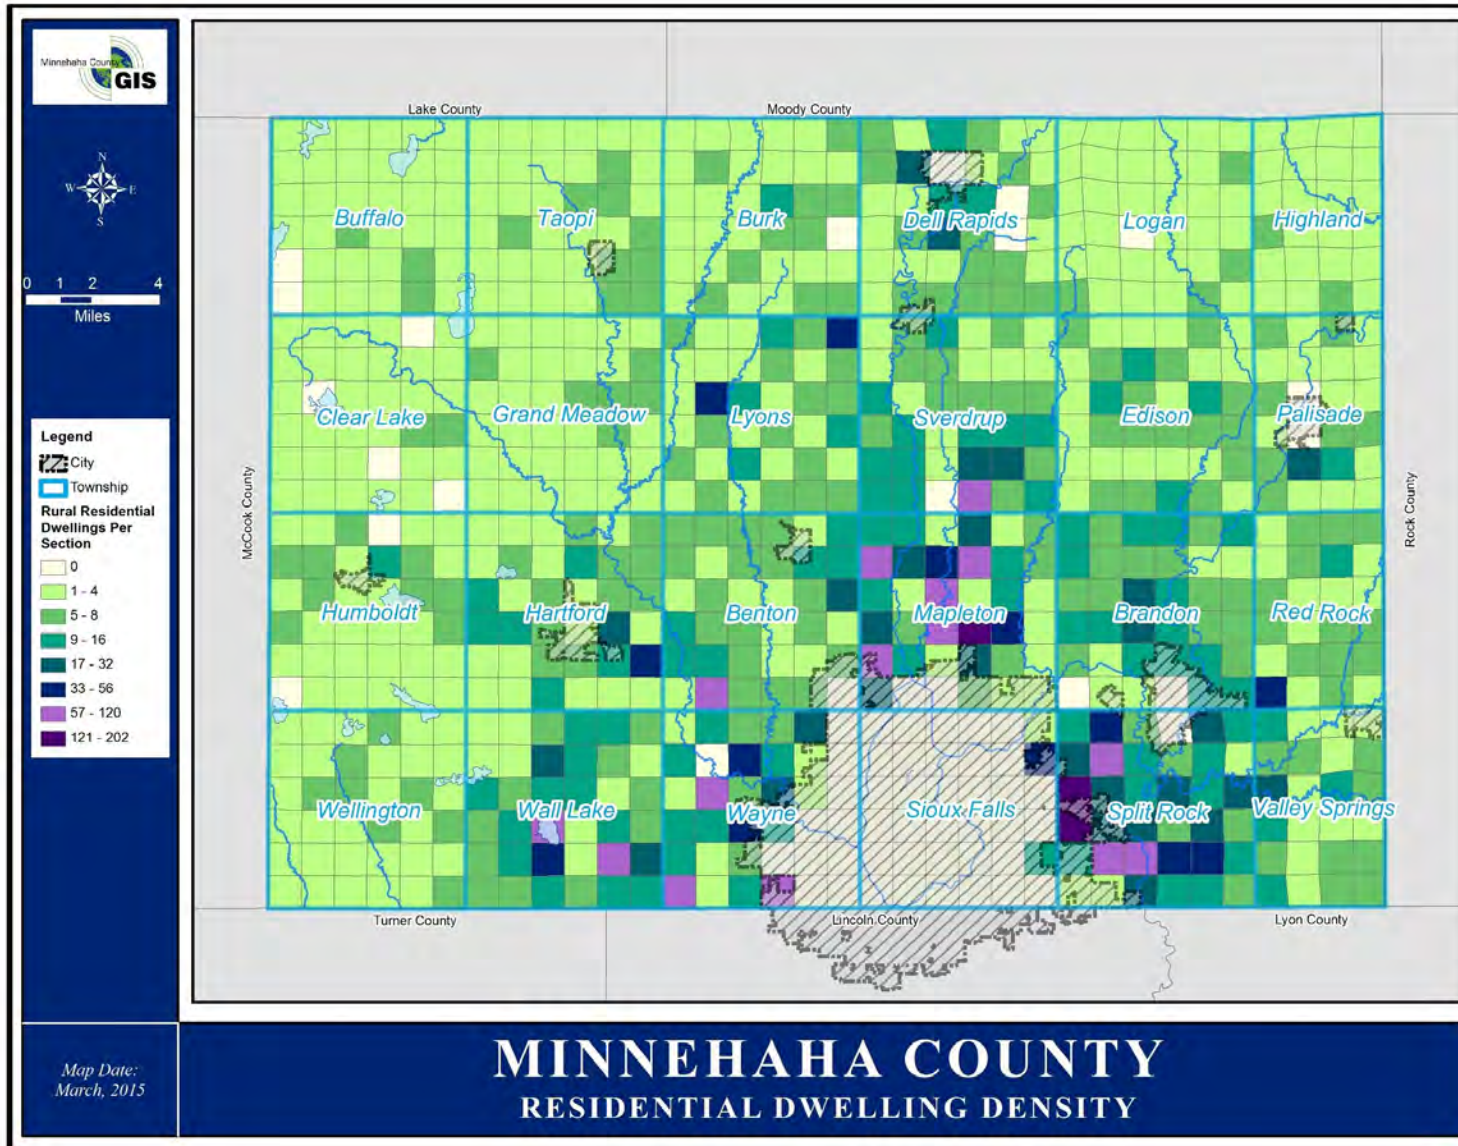 Minnehaha County
GIS
N
W E
S
0 1 2 4
Miles
Legend
City
Township
Rural Residential
Dwellings Per
Section
0
1 - 4
5 - 8
9 - 16
17 - 32
33 - 56
57 - 120
121 - 202
Map Date:
March, 2015
Lake County
Moody County
Buffalo
Taopi
Burk
Dell Rapids
Logan
Highland
Clear Lake
Grand Meadow
Lyons
Sverdrup
Edison
Palisade
McCook County
Rock County
Humboldt
Hartford
Benton
Mapleton
Brandon
Red Rock
Wellington
Wall Lake
Wayne
Sioux Falls
Split Rock
Valley Springs
Turner County
Lincoln County
Lyon County
MINNEHAHA COUNTY
RESIDENTIAL DWELLING DENSITY